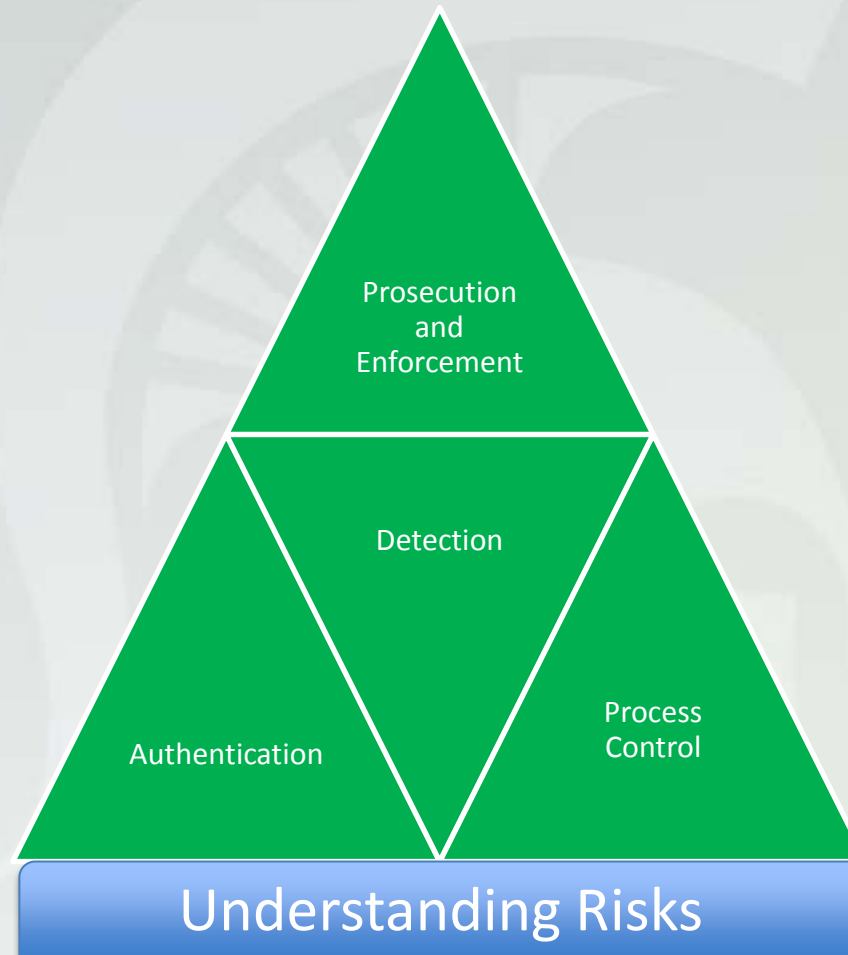 Prosecution
and
Enforcement
Detection
Authentication
Process
Control
Understanding Risks